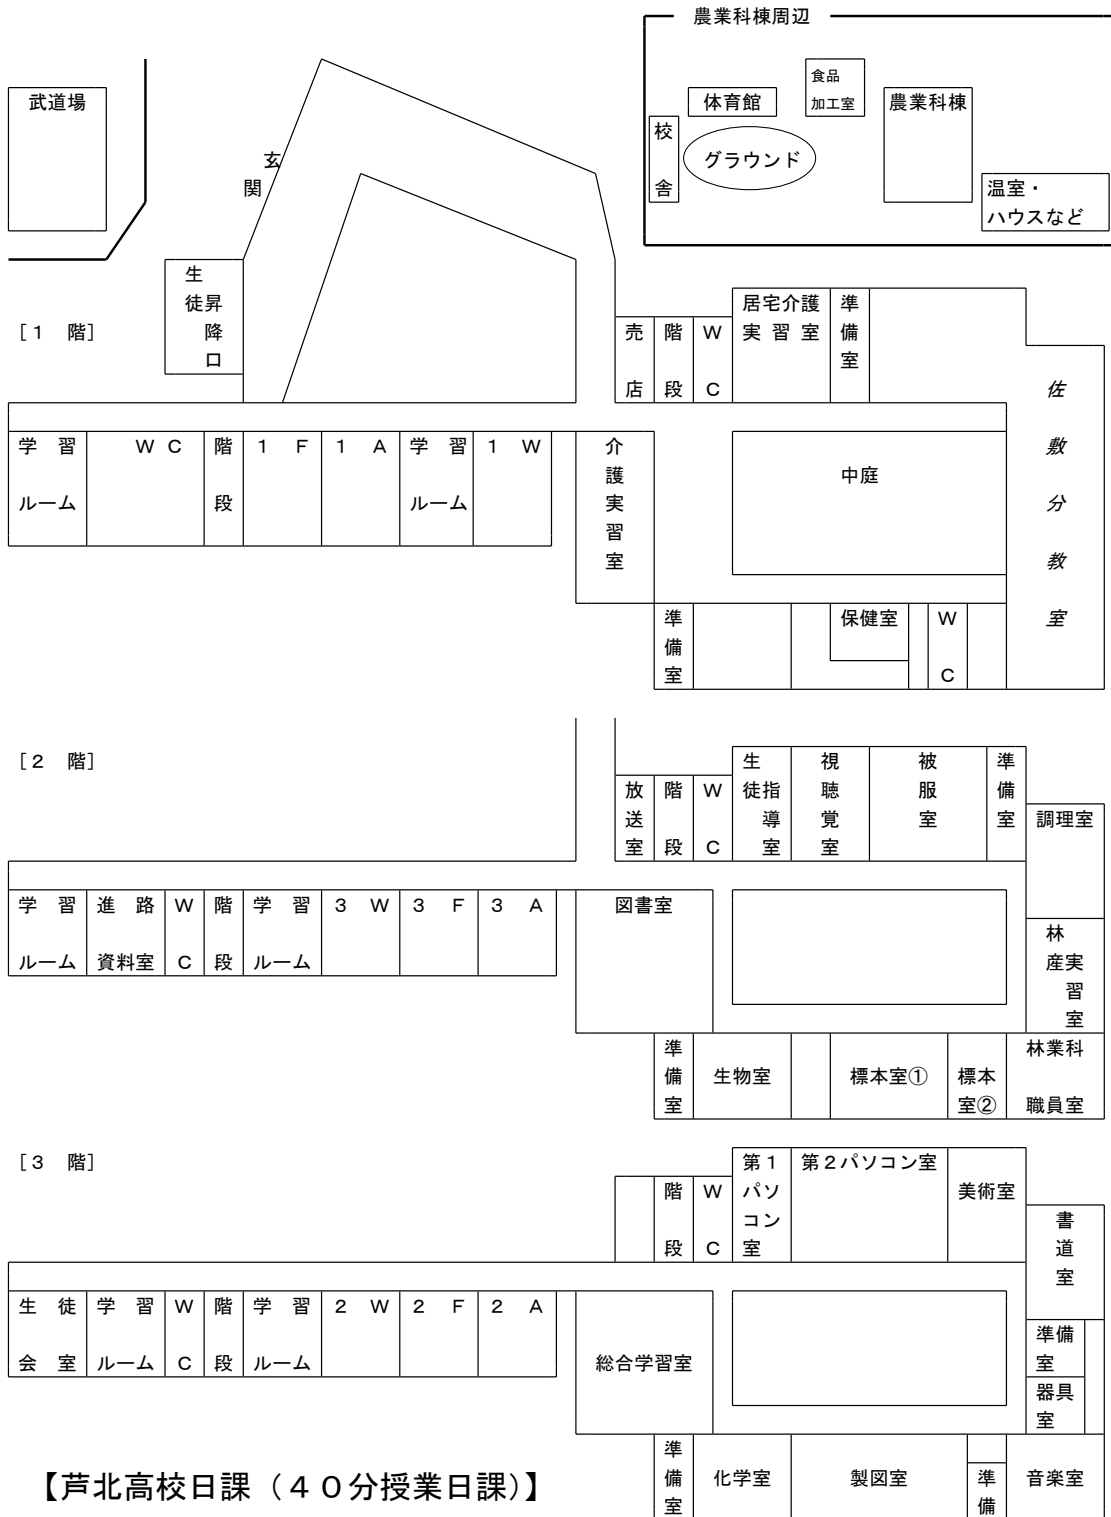 農業科棟周辺
武道場
体育館
食品
加工室
農業科棟
校舎
グラウンド
温室・
ハウスなど
玄関
生徒昇降口
[1 階]
売店
階段
WC
居宅介護
実習室
準備室
佐敷分教室
学習
ルーム
WC
階段
1 F
1 A
学習
ルーム
1 W
介護実習室
中庭
準備室
保健室
WC
[2 階]
放送室
階段
WC
生徒指導室
視聴覚室
被服室
準備室
調理室
学習
ルーム
進路
資料室
WC
階段
学習
ルーム
3 W
3 F
3 A
図書室
林産実習室
準備室
生物室
標本室①
標本
室②
林業科
職員室
[3 階]
階段
WC
第1
パソ
コン
室
第2パソコン室
美術室
書道室
生徒
会室
学習
ルーム
WC
階段
学習
ルーム
2 W
2 F
2 A
総合学習室
準備
室
器具
室
準備室
化学室
製図室
準備
音楽室
【芦北高校日課(40分授業日課)】